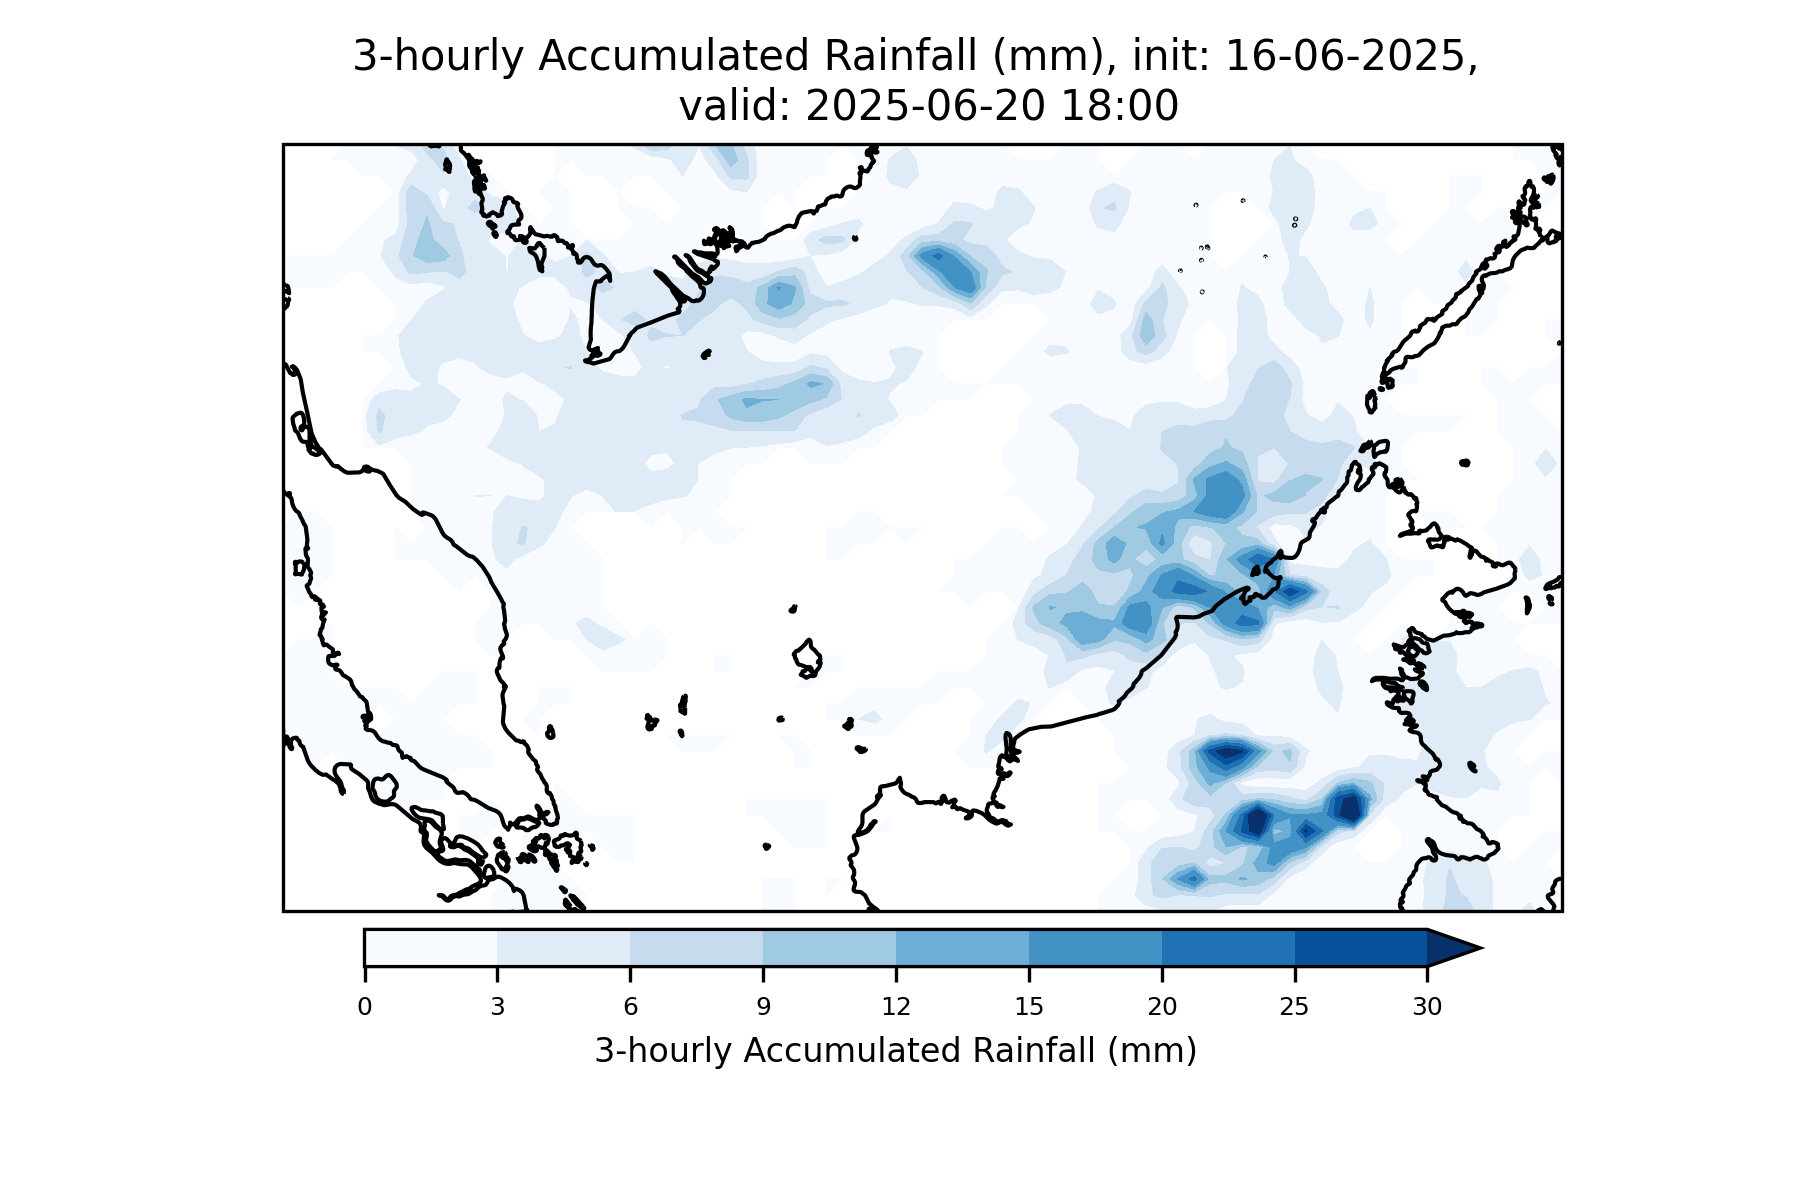 3-hourly Accumulated Rainfall (mm), init: 16-06-2025,
valid: 2025-06-20 18:00
0 3 6 9 12 15 20 25 30
3-hourly Accumulated Rainfall (mm)